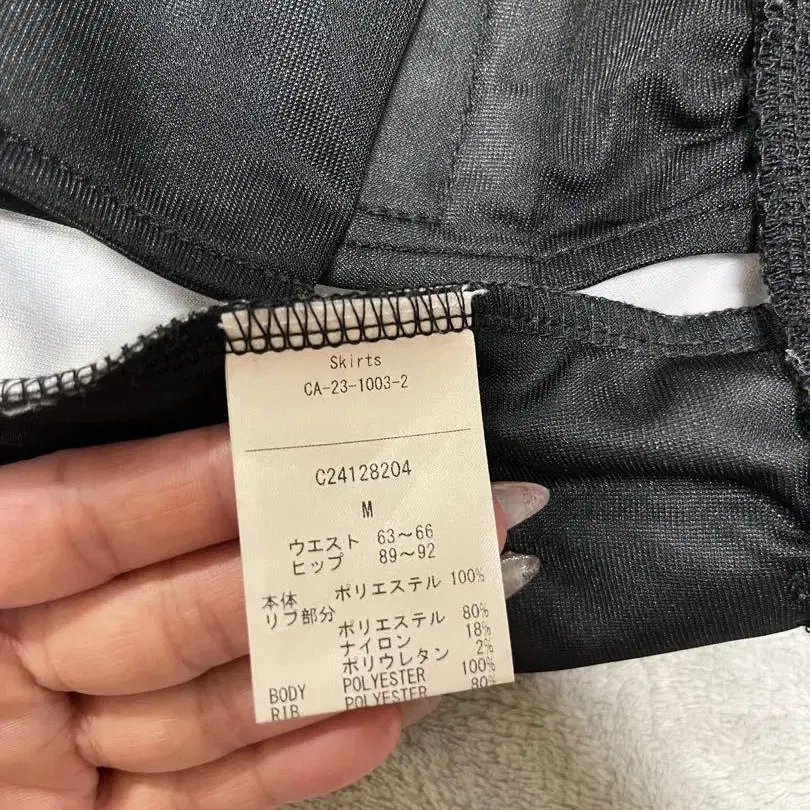 Skirts
CA-23-1003-2
C24128204
M
ウエスト 63~66
ヒップ 89~92
本体 ポリエステル 100%
リブ部分
ポリエステル 80%
ナイロン 18%
ポリウレタン 2%
BODY POLYESTER 100%
RIB POLYESTER 80%